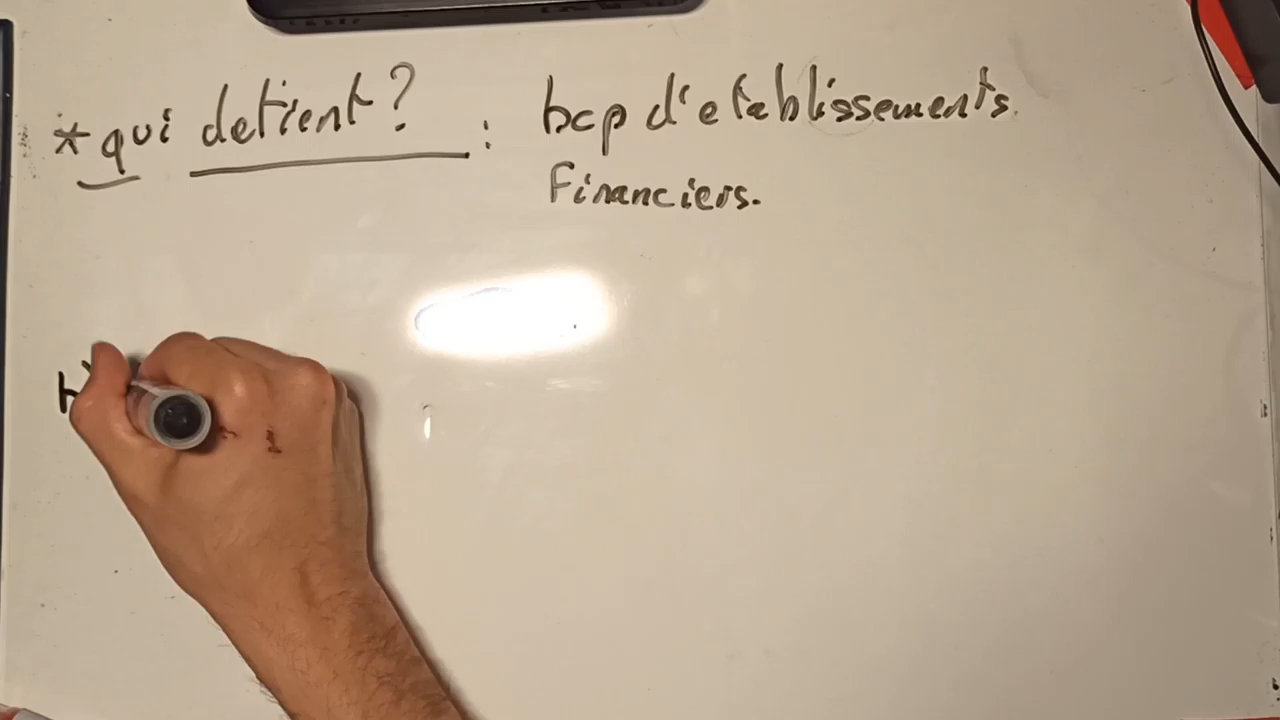 * qui detient? : bcp d'etablissements
Financiers.